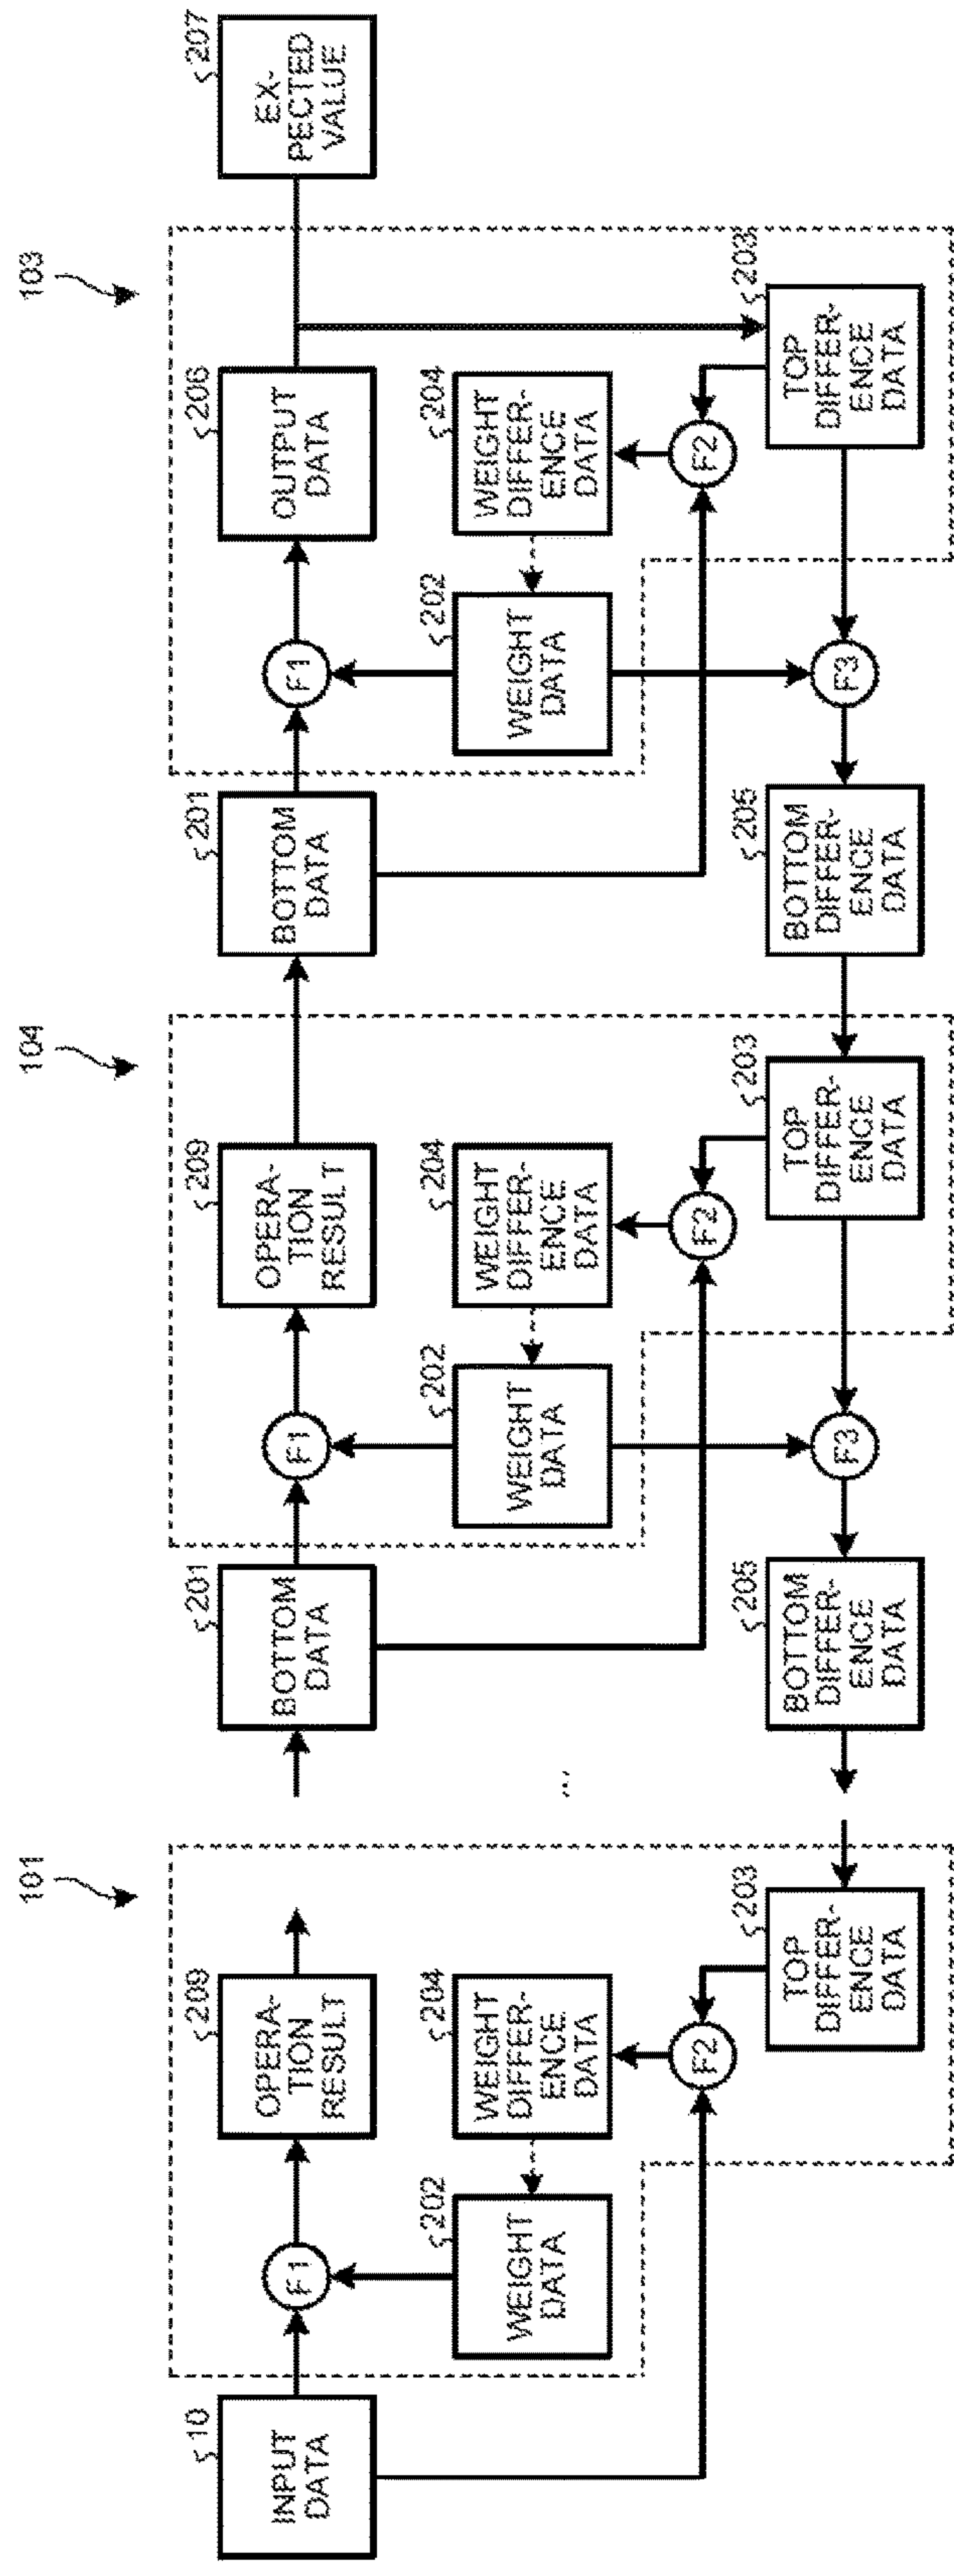 101
104
103
10
INPUT
DATA
F1
209
OPERA-
TION
RESULT
202
WEIGHT
DATA
204
WEIGHT
DIFFER-
ENCE
DATA
F2
203
TOP
DIFFER-
ENCE
DATA
...
201
BOTTOM
DATA
F1
209
OPERA-
TION
RESULT
202
WEIGHT
DATA
204
WEIGHT
DIFFER-
ENCE
DATA
F2
205
BOTTOM
DIFFER-
ENCE
DATA
F3
203
TOP
DIFFER-
ENCE
DATA
201
BOTTOM
DATA
F1
206
OUTPUT
DATA
207
EX-
PECTED
VALUE
202
WEIGHT
DATA
204
WEIGHT
DIFFER-
ENCE
DATA
F2
205
BOTTOM
DIFFER-
ENCE
DATA
F3
203
TOP
DIFFER-
ENCE
DATA